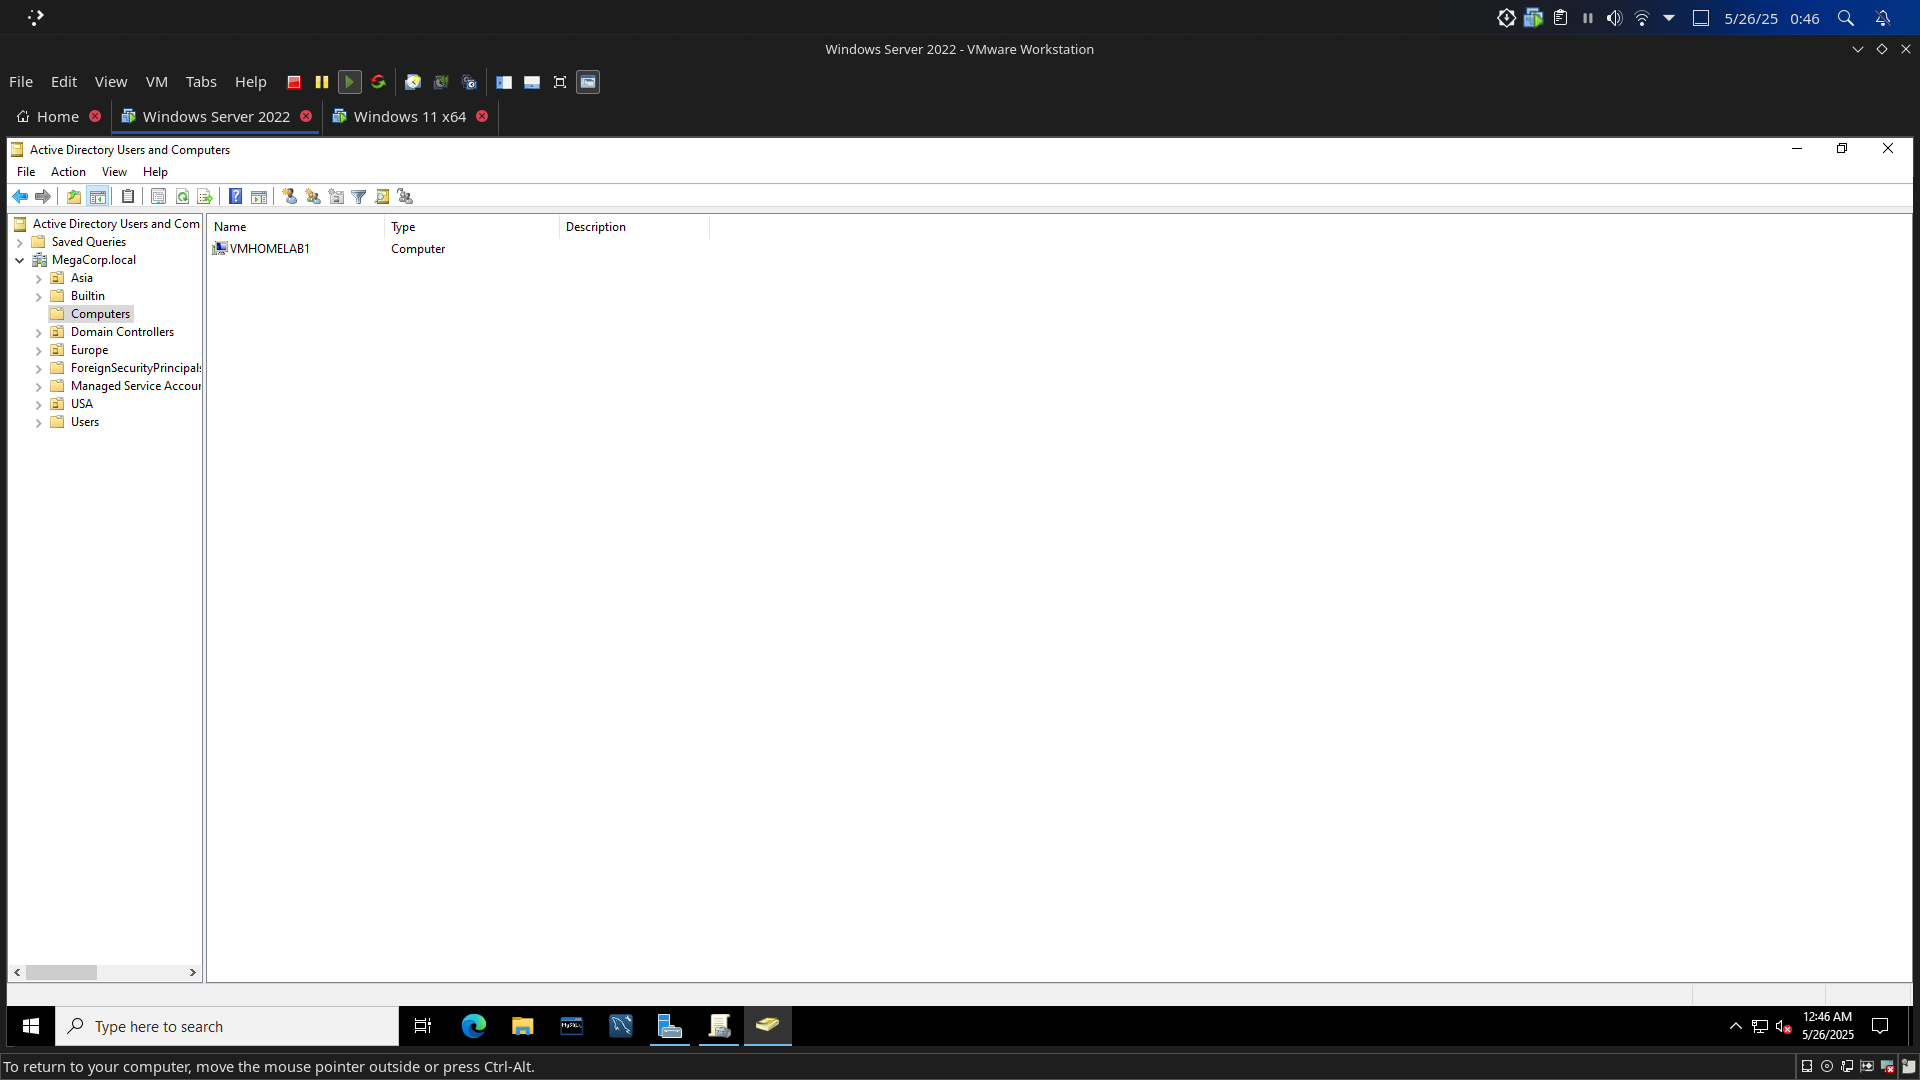 5/26/25 0:46
Windows Server 2022 - VMware Workstation
File Edit View VM Tabs Help
Home Windows Server 2022 Windows 11 x64
Active Directory Users and Computers
File Action View Help
Active Directory Users and Com
Saved Queries
MegaCorp.local
Asia
Builtin
Computers
Domain Controllers
Europe
ForeignSecurityPrincipals
Managed Service Accour
USA
Users
Name Type Description
VMHOMELAB1 Computer
Type here to search
MySQL
12:46 AM
5/26/2025
To return to your computer, move the mouse pointer outside or press Ctrl-Alt.